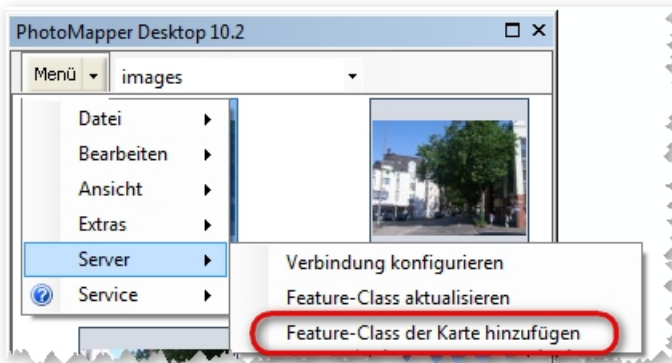 PhotoMapper Desktop 10.2
Menü images
Datei
Bearbeiten
Ansicht
Extras
Server
Service
Verbindung konfigurieren
Feature-Class aktualisieren
Feature-Class der Karte hinzufügen